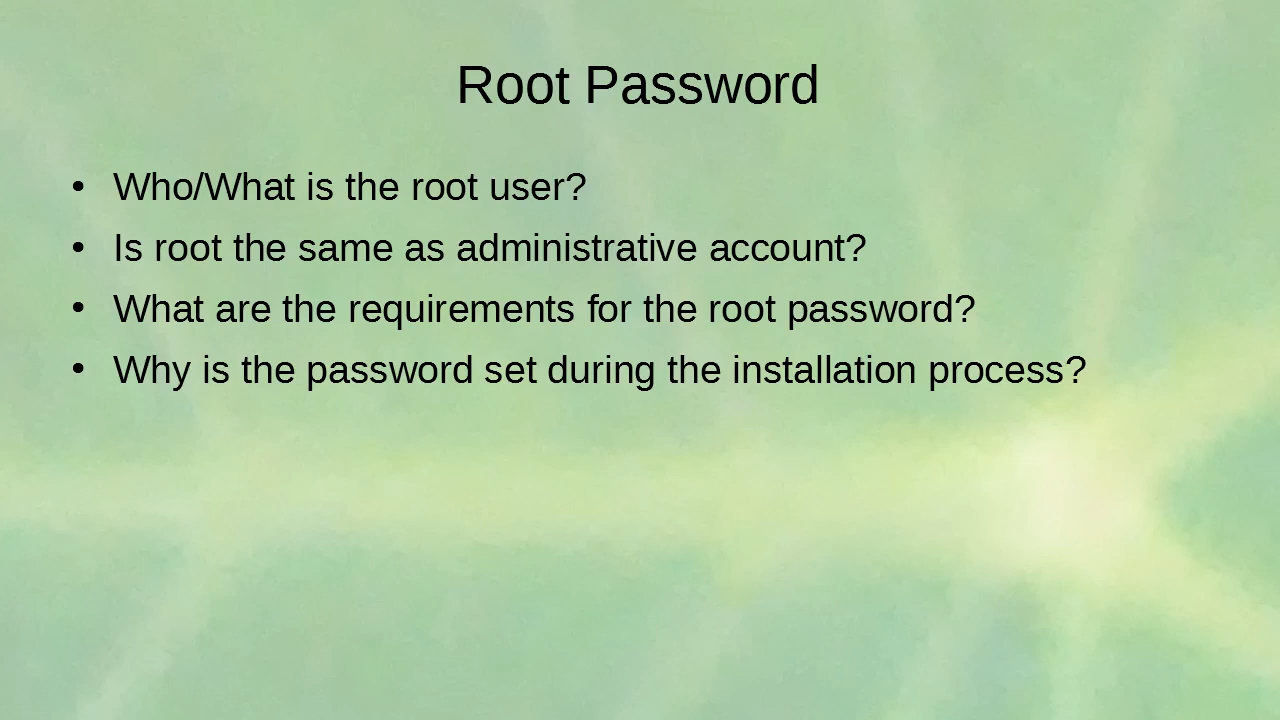 Root Password
• Who/What is the root user?
• Is root the same as administrative account?
• What are the requirements for the root password?
• Why is the password set during the installation process?